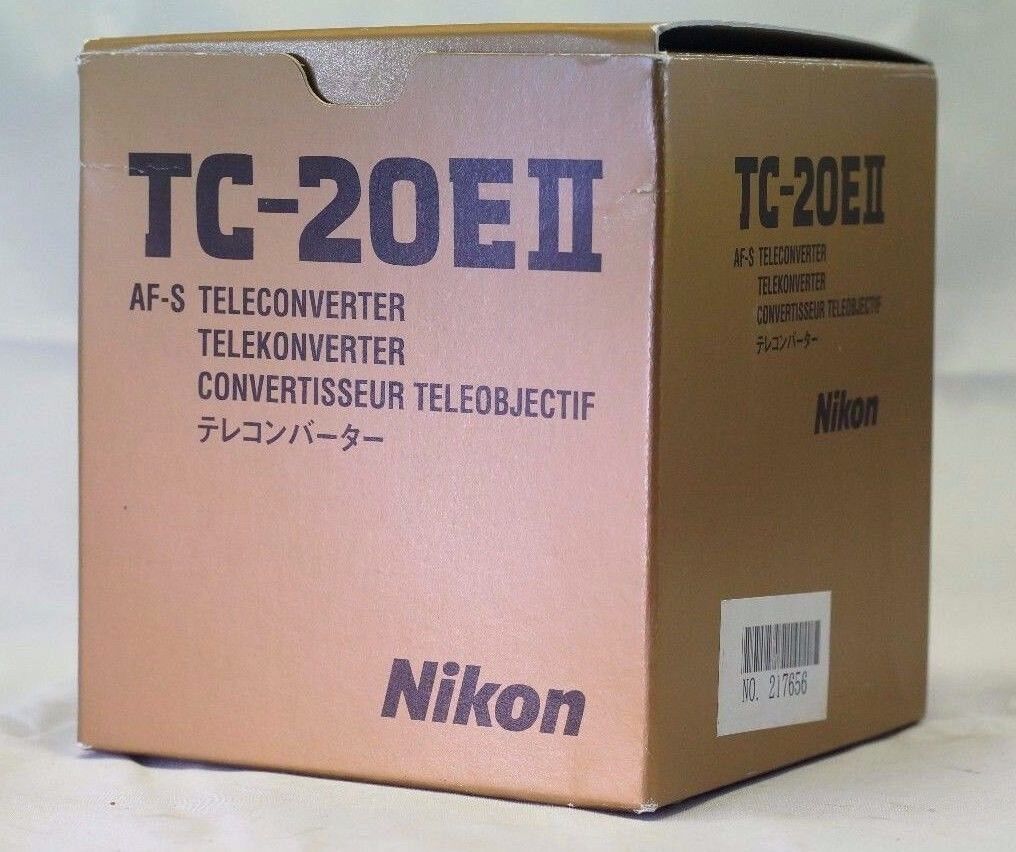 TC-20EII
AF-S TELECONVERTER
TELEKONVERTER
CONVERTISSEUR TELEOBJECTIF
テレコンバーター
Nikon
TC-20EII
AF-S TELECONVERTER
TELEKONVERTER
CONVERTISSEUR TELEOBJECTIF
テレコンバーター
Nikon
NO. 217656